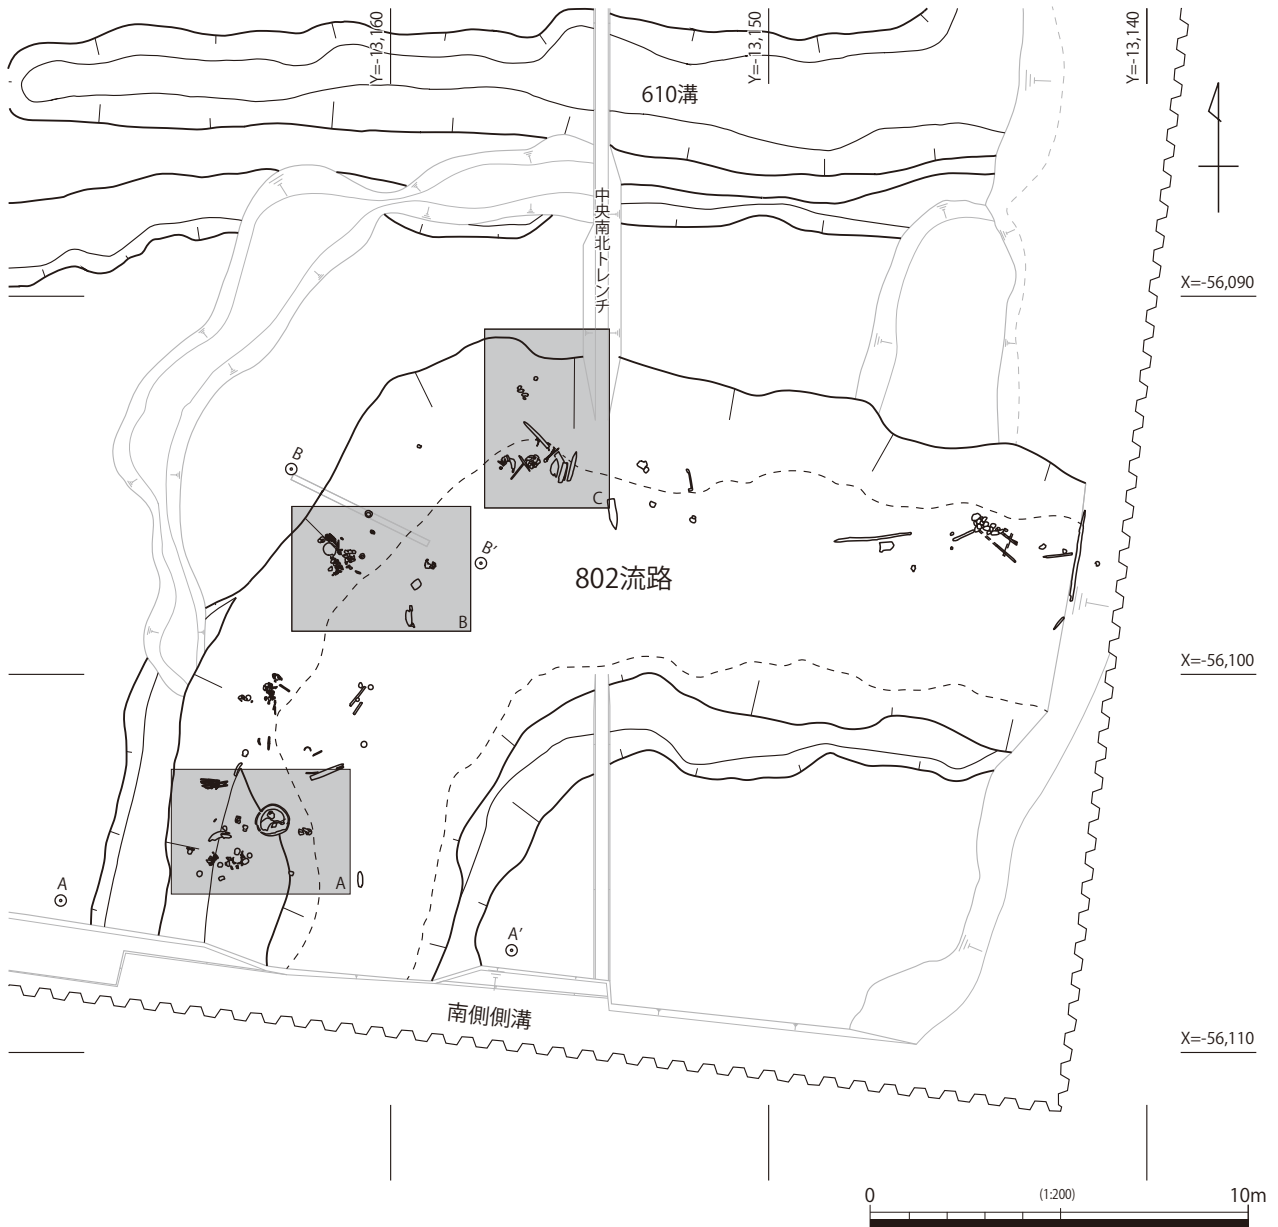 Y=-13,160
Y=-13,150
Y=-13,140
610溝
中央南北トレンチ
X=-56,090
B
C
B'
802流路
B
X=-56,100
A
A
A'
南側側溝
X=-56,110
0
(1:200)
10m